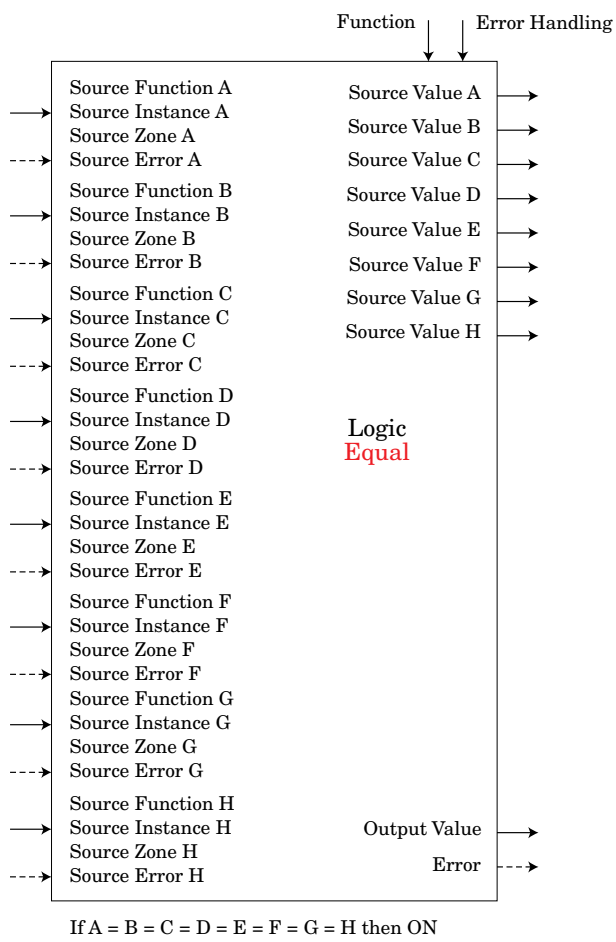 Function
Error Handling
Source Function A
Source Instance A
Source Zone A
Source Error A
Source Function B
Source Instance B
Source Zone B
Source Error B
Source Function C
Source Instance C
Source Zone C
Source Error C
Source Function D
Source Instance D
Source Zone D
Source Error D
Source Function E
Source Instance E
Source Zone E
Source Error E
Source Function F
Source Instance F
Source Zone F
Source Error F
Source Function G
Source Instance G
Source Zone G
Source Error G
Source Function H
Source Instance H
Source Zone H
Source Error H
Source Value A
Source Value B
Source Value C
Source Value D
Source Value E
Source Value F
Source Value G
Source Value H
Logic
Equal
Output Value
Error
If A = B = C = D = E = F = G = H then ON